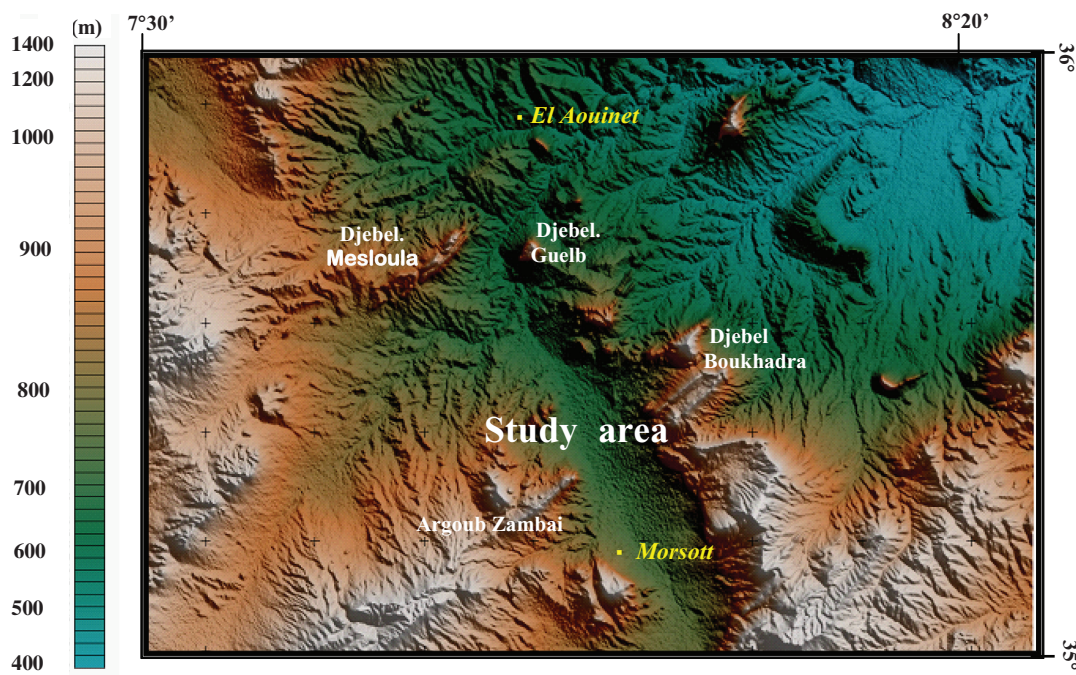 (m)
7°30’
8°20’
36°
1400
1200
1000
900
800
700
600
500
400
El Aouinet
Djebel.
Mesloula
Djebel.
Guelb
Djebel
Boukhadra
Study area
Argoub Zambai
Morsott
35°